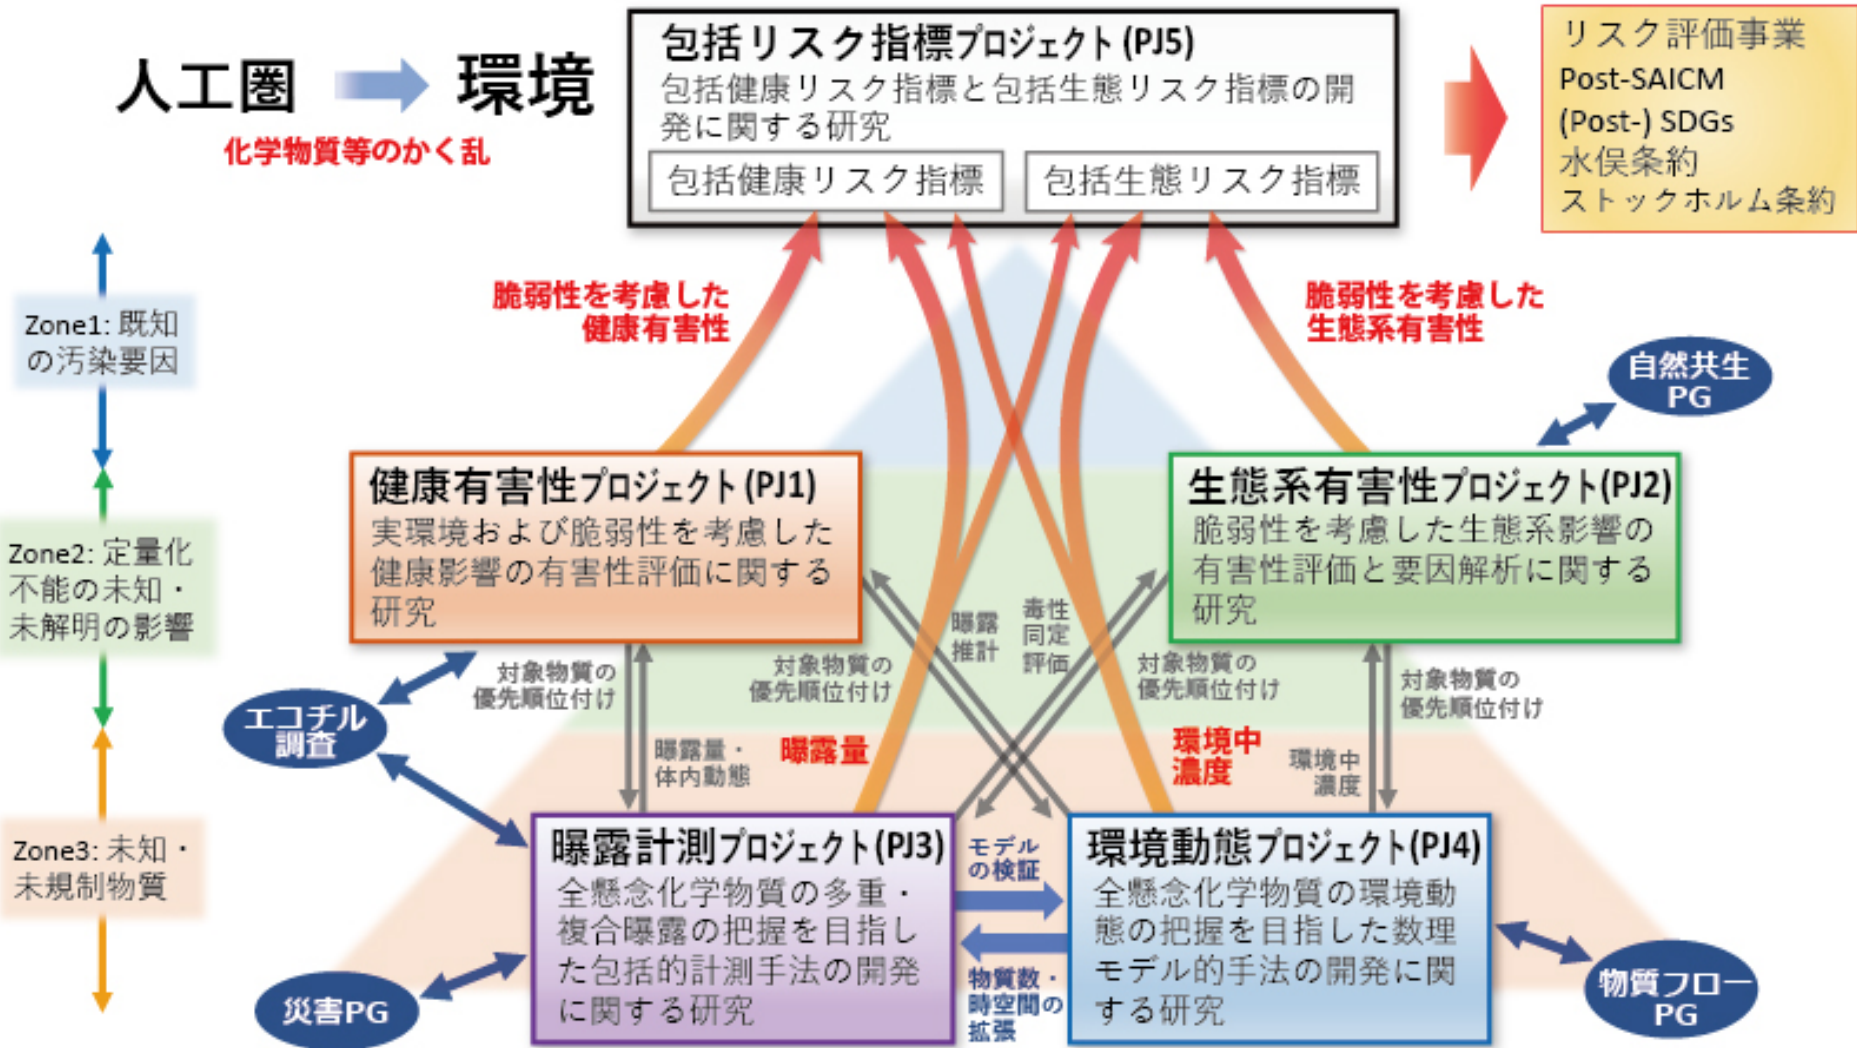 人工圏
環境
化学物質等のかく乱
包括リスク指標プロジェクト(PJ5)
包括健康リスク指標と包括生態リスク指標の開
発に関する研究
包括健康リスク指標
包括生態リスク指標
リスク評価事業
Post-SAICM
(Post-) SDGs
水俣条約
ストックホルム条約
脆弱性を考慮した
健康有害性
脆弱性を考慮した
生態系有害性
Zone1: 既知
の汚染要因
自然共生
PG
健康有害性プロジェクト(PJ1)
実環境および脆弱性を考慮した
健康影響の有害性評価に関する
研究
生態系有害性プロジェクト(PJ2)
脆弱性を考慮した生態系影響の
有害性評価と要因解析に関する
研究
Zone2: 定量化
不能の未知・
未解明の影響
曝露
推計
毒性
同定
評価
対象物質の
優先順位付け
対象物質の
優先順位付け
対象物質の
優先順位付け
対象物質の
優先順位付け
エコチル
調査
曝露量・
体内動態
曝露量
環境中
濃度
環境中
濃度
Zone3: 未知・
未規制物質
曝露計測プロジェクト(PJ3)
全懸念化学物質の多重・
複合曝露の把握を目指し
た包括的計測手法の開発
に関する研究
モデル
の検証
物質数・
時空間の
拡張
環境動態プロジェクト(PJ4)
全懸念化学物質の環境動
態の把握を目指した数理
モデル的手法の開発に関
する研究
災害PG
物質フロー
PG